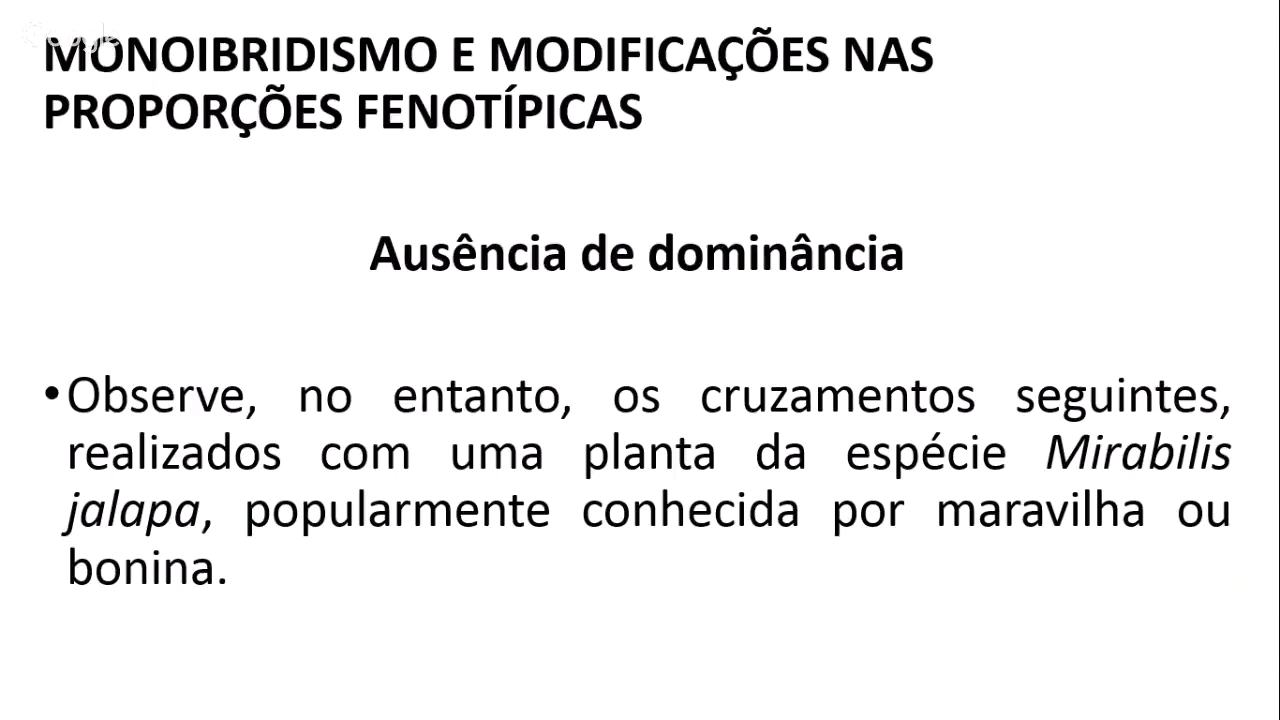 Google
MONOIBRIDISMO E MODIFICAÇÕES NAS
PROPORÇÕES FENOTÍPICAS
Ausência de dominância
•Observe, no entanto, os cruzamentos seguintes,
realizados com uma planta da espécie Mirabilis
jalapa, popularmente conhecida por maravilha ou
bonina.